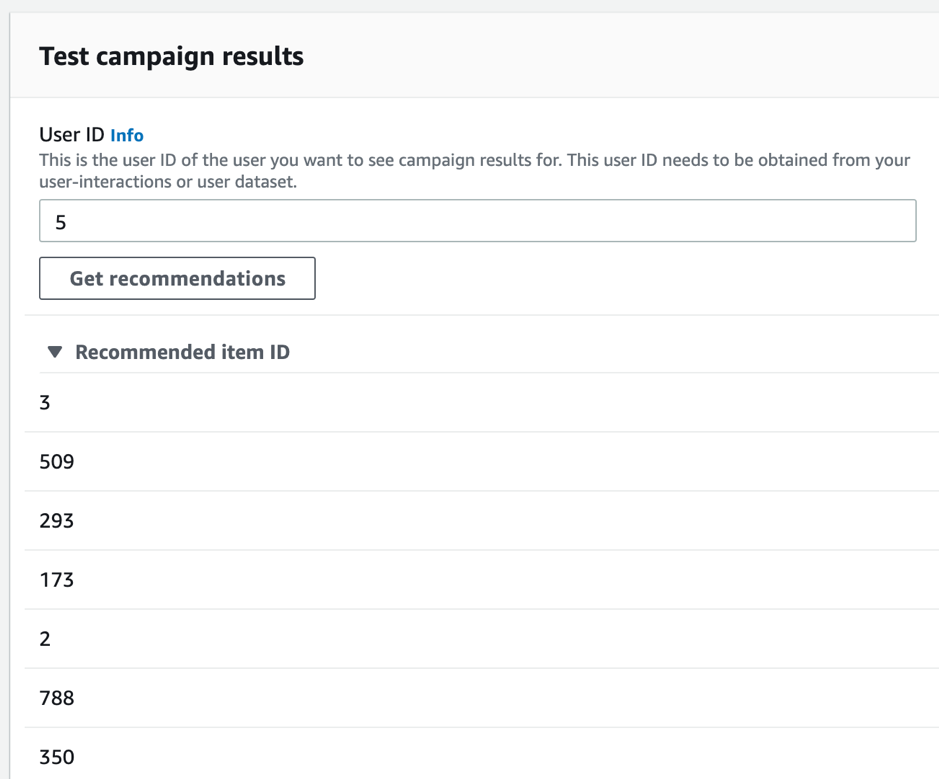 Test campaign results
User ID Info
This is the user ID of the user you want to see campaign results for. This user ID needs to be obtained from your
user-interactions or user dataset.
5
Get recommendations
▼ Recommended item ID
3
509
293
173
2
788
350